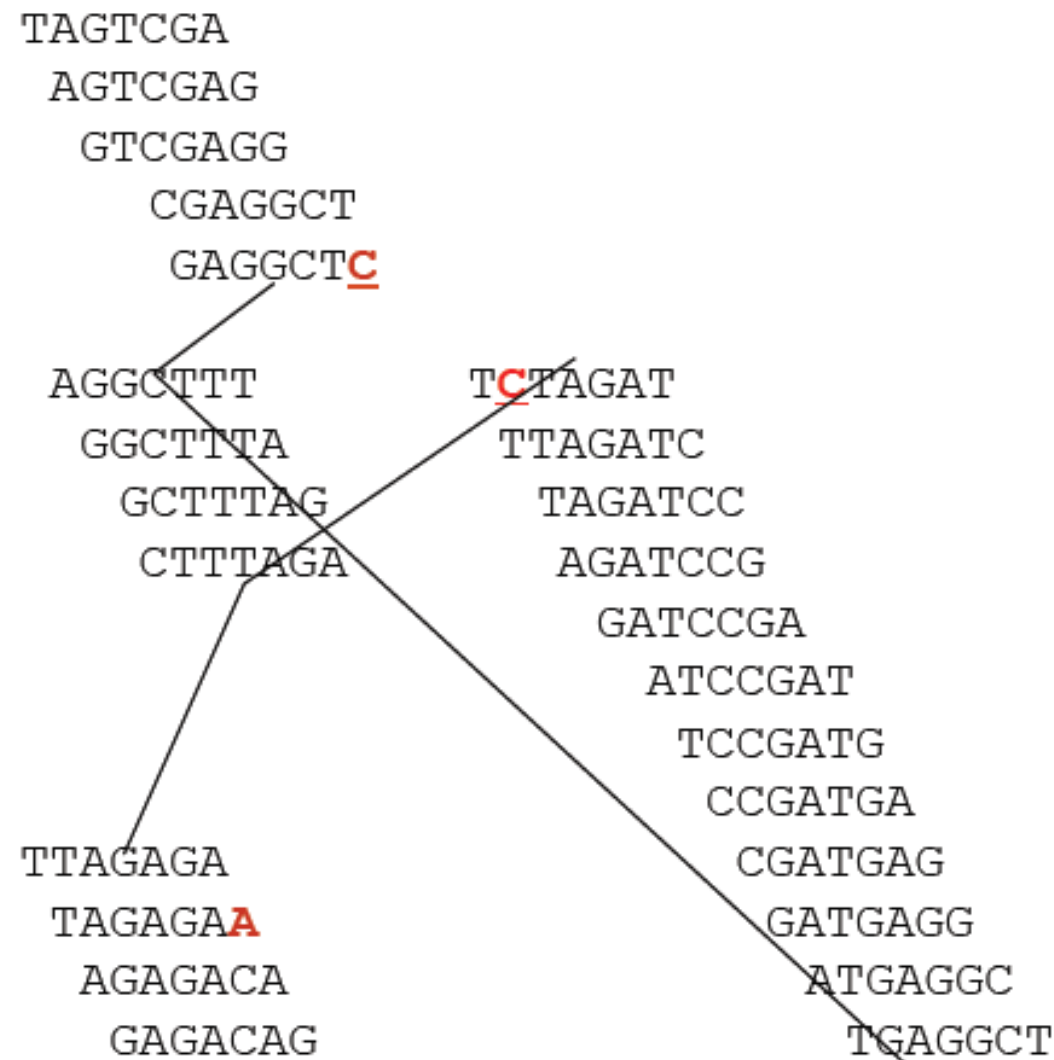 TAGTCGA
AGTCGAG
GTCGAGG
CGAGGCT
GAGGCTC
AGGCTTT TCTAGAT
GGCTTTA TTAGATC
GCTTTAG TAGATCC
CTTTAGA AGATCCG
GATCCGA
ATCCGAT
TCCGATG
CCGATGA
TTAGAGA CGATGAG
TAGAGAA GATGAGG
AGAGACA ATGAGGC
GAGACAG TGAGGCT